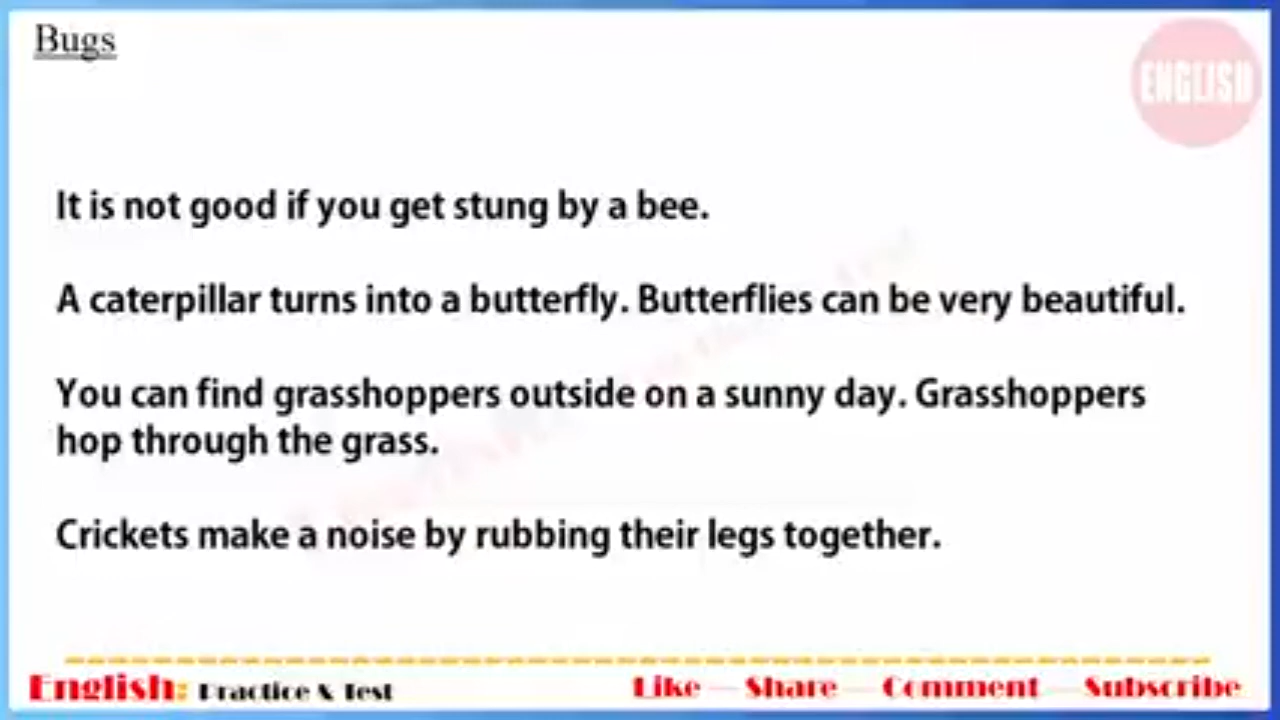 Bugs
ENGLISH
It is not good if you get stung by a bee.
A caterpillar turns into a butterfly. Butterflies can be very beautiful.
You can find grasshoppers outside on a sunny day. Grasshoppers
hop through the grass.
Crickets make a noise by rubbing their legs together.
English: Practice & Test
Like — Share — Comment — Subscribe